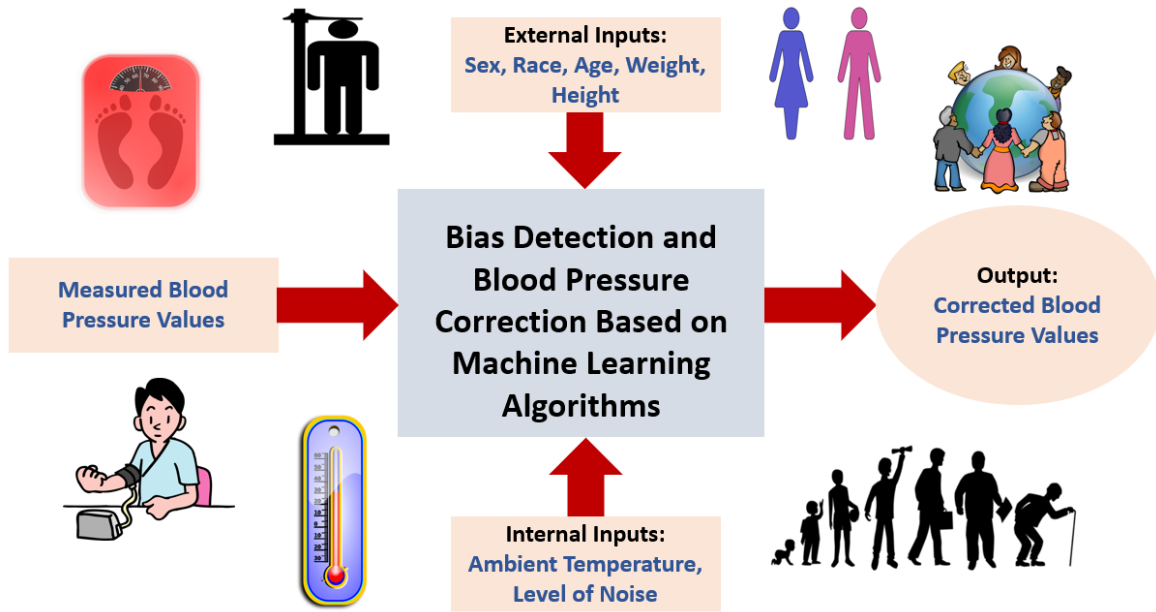 External Inputs:
Sex, Race, Age, Weight,
Height
Measured Blood
Pressure Values
Bias Detection and
Blood Pressure
Correction Based on
Machine Learning
Algorithms
Output:
Corrected Blood
Pressure Values
Internal Inputs:
Ambient Temperature,
Level of Noise